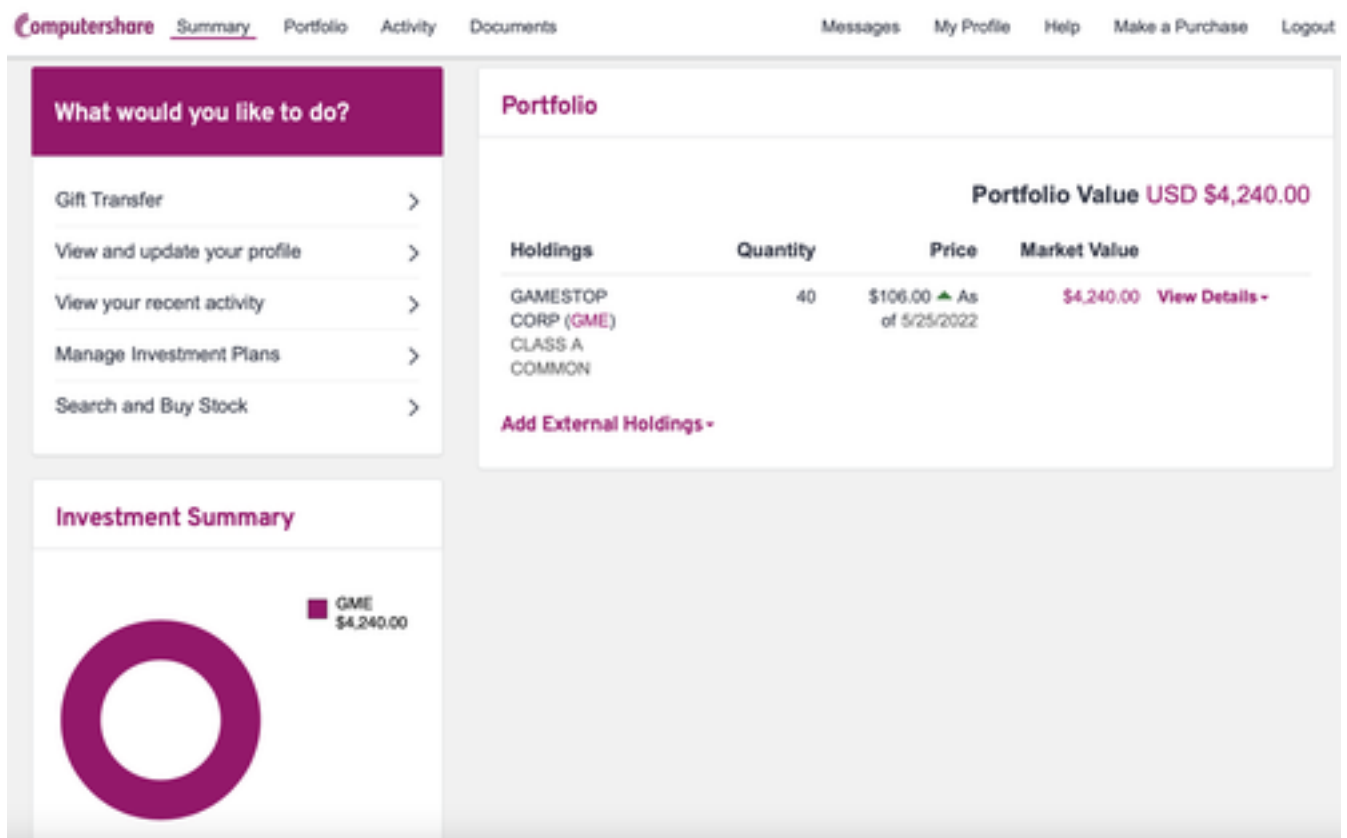 Computershare Summary Portfolio Activity Documents Messages My Profile Help Make a Purchase Logout
What would you like to do?
Gift Transfer
View and update your profile
View your recent activity
Manage Investment Plans
Search and Buy Stock
Portfolio
Portfolio Value USD $4,240.00
Holdings Quantity Price Market Value
GAMESTOP 40 $106.00 As $4,240.00 View Details
CORP (GME) of 5/25/2022
CLASS A
COMMON
Add External Holdings
Investment Summary
GME
$4,240.00